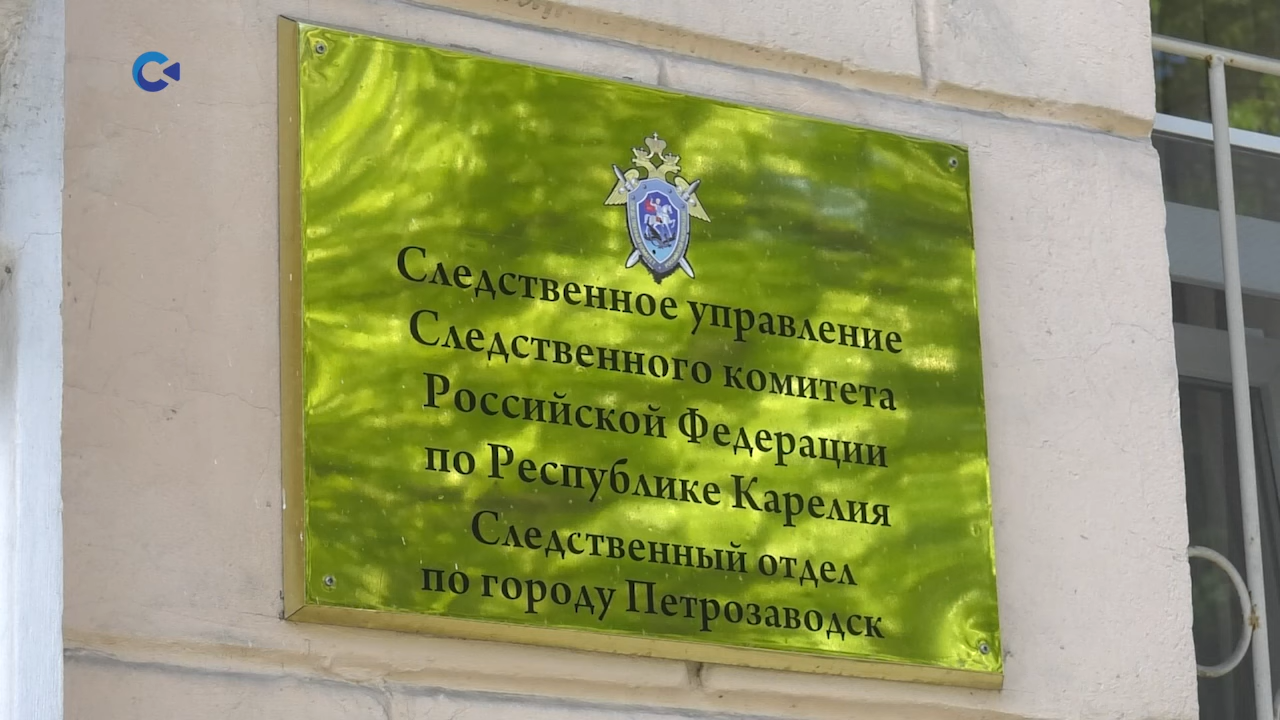 Следственное управление
Следственного комитета
Российской Федерации
по Республике Карелия
Следственный отдел
по городу Петрозаводск